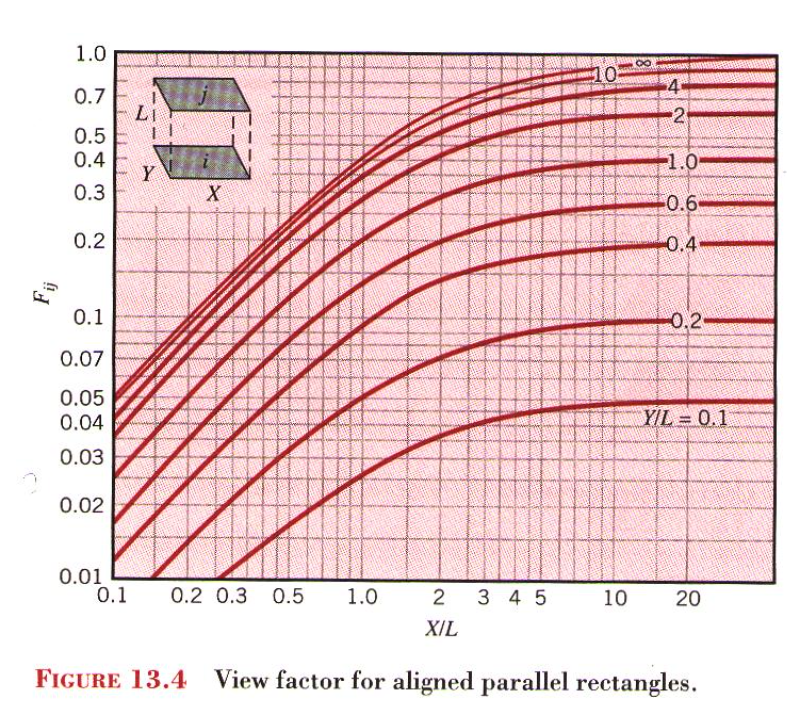 1.0
0.7
0.5
0.4
0.3
0.2
0.1
0.07
0.05
0.04
0.03
0.02
0.01
F_ij
j
L
Y
i
X
∞
10
4
2
1.0
0.6
0.4
0.2
Y/L = 0.1
0.1 0.2 0.3 0.5 1.0 2 3 4 5 10 20
X/L
FIGURE 13.4 View factor for aligned parallel rectangles.